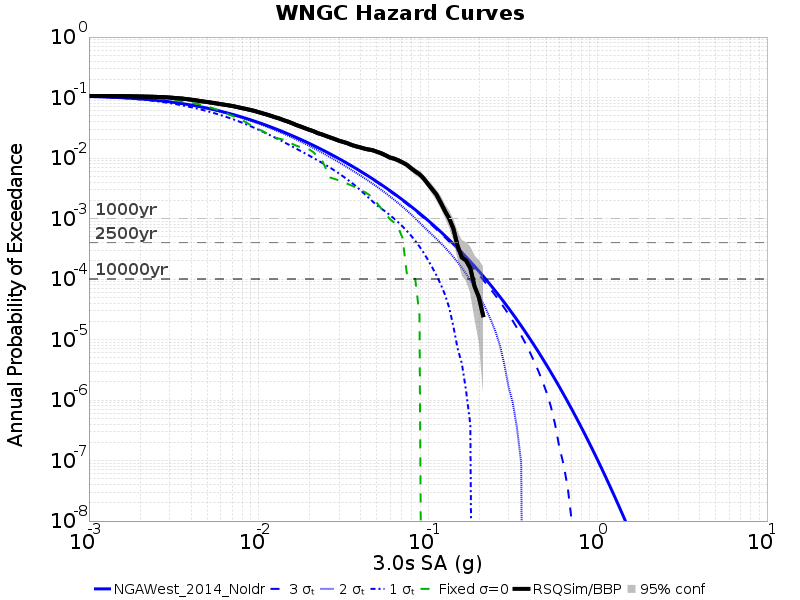 WNGC Hazard Curves
Annual Probability of Exceedance
10^0
10^-1
10^-2
10^-3
10^-4
10^-5
10^-6
10^-7
10^-8
1000yr
2500yr
10000yr
10^-3 10^-2 10^-1 10^0 10^1
3.0s SA (g)
NGAWest_2014_NoIdr 3 σₜ 2 σₜ 1 σₜ Fixed σ=0 RSQSim/BBP 95% conf